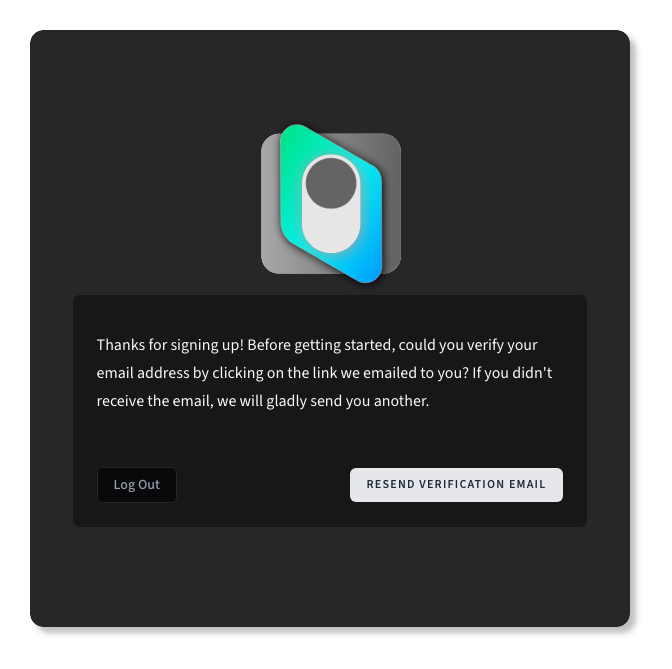 Thanks for signing up! Before getting started, could you verify your
email address by clicking on the link we emailed to you? If you didn't
receive the email, we will gladly send you another.
Log Out
RESEND VERIFICATION EMAIL